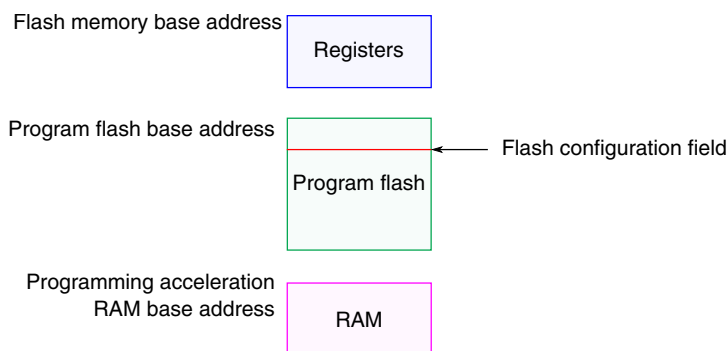 Flash memory base address
Registers
Program flash base address
Flash configuration field
Program flash
Programming acceleration
RAM base address
RAM